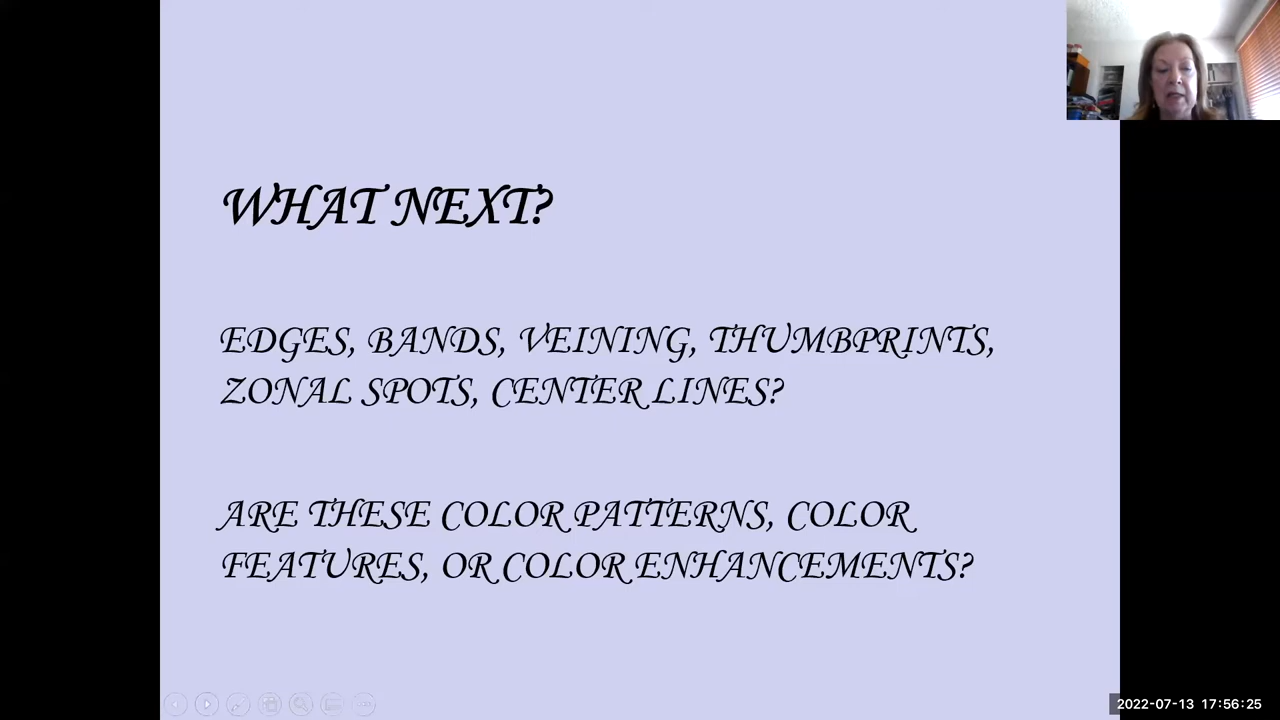 WHAT NEXT?
EDGES, BANDS, VEINING, THUMBPRINTS,
ZONAL SPOTS, CENTER LINES?
ARE THESE COLOR PATTERNS, COLOR
FEATURES, OR COLOR ENHANCEMENTS?
2022-07-13 17:56:25